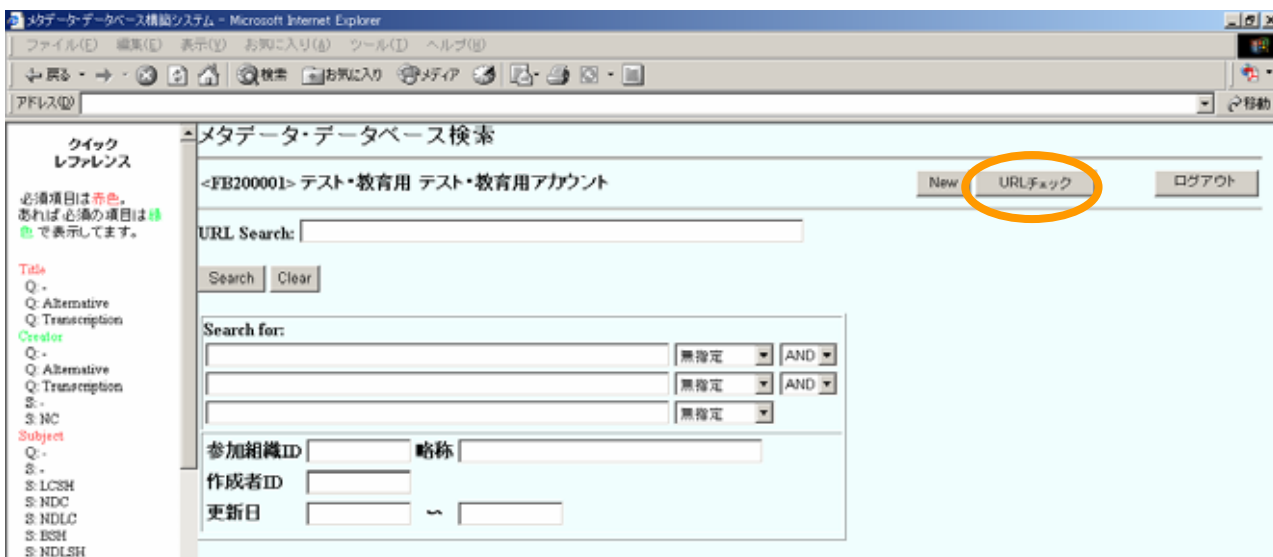 メタデータ・データベース構築システム - Microsoft Internet Explorer
ファイル(F) 編集(E) 表示(V) お気に入り(A) ツール(T) ヘルプ(H)
戻る 検索 お気に入り メディア
アドレス(D) 移動
クイック
レファレンス
必須項目は赤色。
あれば必須の項目は緑
色で表示してます。
Title
Q: -
Q: Alternative
Q: Transcription
Creator
Q: -
Q: Alternative
Q: Transcription
S: -
S: NC
Subject
Q: -
S: -
S: LCSH
S: NDC
S: NDLC
S: BSH
S: NDLSH
メタデータ・データベース検索
<FB200001> テスト・教育用 テスト・教育用アカウント New URLチェック ログアウト
URL Search:
Search Clear
Search for:
無指定 AND
無指定 AND
無指定
参加組織ID 略称
作成者ID
更新日 ～